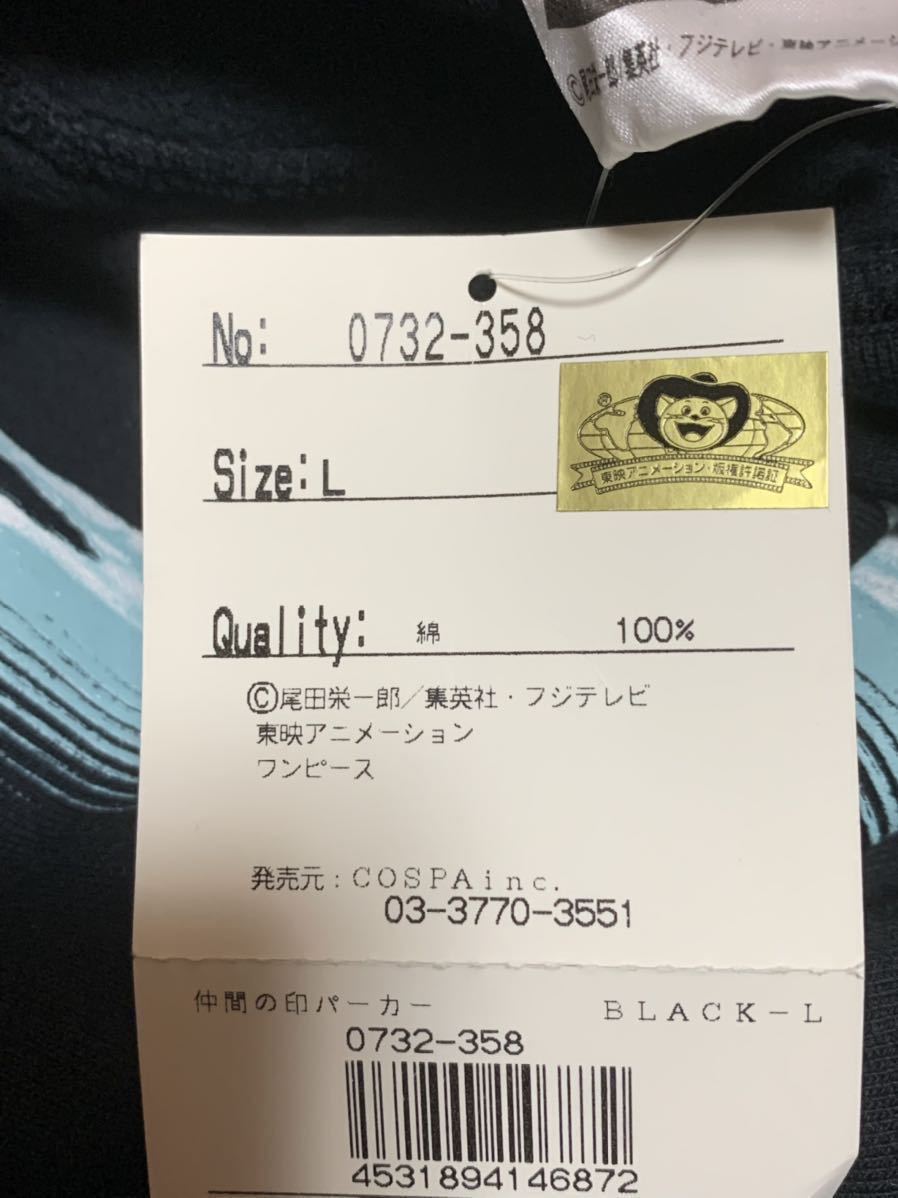 ©尾田栄一郎/集英社・フジテレビ・東映アニメーシ
No: 0732-358
®
東映アニメーション・版権許諾証
Size: L
Quality: 綿 100%
©尾田栄一郎/集英社・フジテレビ
東映アニメーション
ワンピース
発売元:COSPAinc.
03-3770-3551
仲間の印パーカー BLACK-L
0732-358
4531894146872